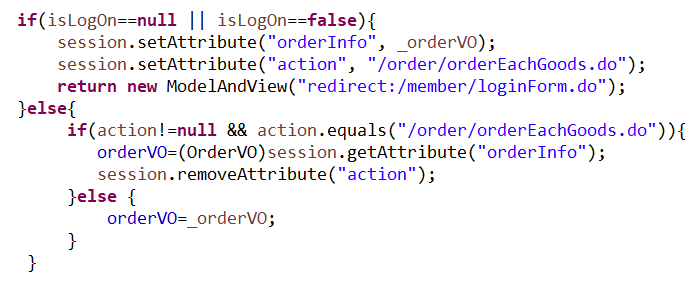 if(isLogOn==null || isLogOn==false){
session.setAttribute("orderInfo", _orderVO);
session.setAttribute("action", "/order/orderEachGoods.do");
return new ModelAndView("redirect:/member/loginForm.do");
}else{
if(action!=null && action.equals("/order/orderEachGoods.do")){
orderVO=(OrderVO)session.getAttribute("orderInfo");
session.removeAttribute("action");
}else {
orderVO=_orderVO;
}
}